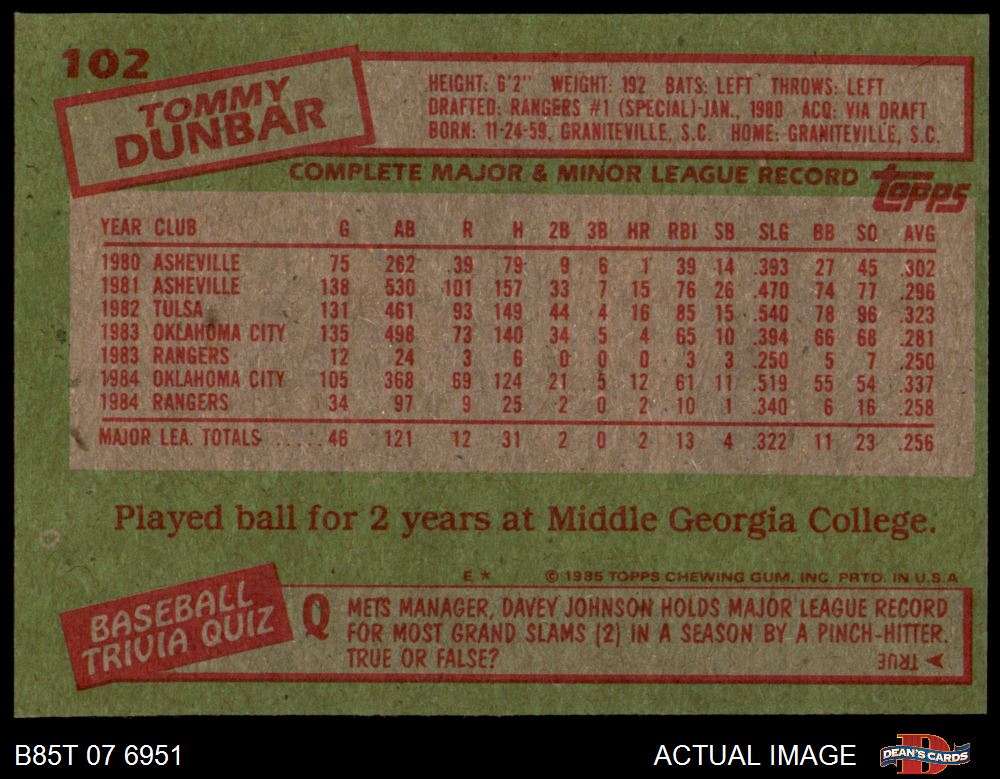 102
TOMMY
DUNBAR
HEIGHT: 6'2" WEIGHT: 192 BATS: LEFT THROWS: LEFT
DRAFTED: RANGERS #1 (SPECIAL)-JAN., 1980 ACQ: VIA DRAFT
BORN: 11-24-59, GRANITEVILLE, S.C. HOME: GRANITEVILLE, S.C.
COMPLETE MAJOR & MINOR LEAGUE RECORD
topps
YEAR CLUB G AB R H 2B 3B HR RBI SB SLG BB SO AVG
1980 ASHEVILLE 75 262 39 79 9 6 1 39 14 .393 27 45 .302
1981 ASHEVILLE 138 530 101 157 33 7 15 76 26 .470 74 77 .296
1982 TULSA 131 461 93 149 44 4 16 85 15 .540 78 96 .323
1983 OKLAHOMA CITY 135 498 73 140 34 5 4 65 10 .394 66 68 .281
1983 RANGERS 12 24 3 6 0 0 0 3 3 .250 5 7 .250
1984 OKLAHOMA CITY 105 368 69 124 21 5 12 61 11 .519 55 54 .337
1984 RANGERS 34 97 9 25 2 0 2 10 1 .340 6 16 .258
MAJOR LEA. TOTALS ..... 46 121 12 31 2 0 2 13 4 .322 11 23 .256
Played ball for 2 years at Middle Georgia College.
E * © 1985 TOPPS CHEWING GUM, INC. PRTD. IN U.S.A
BASEBALL
TRIVIA QUIZ
Q METS MANAGER, DAVEY JOHNSON HOLDS MAJOR LEAGUE RECORD
FOR MOST GRAND SLAMS (2) IN A SEASON BY A PINCH-HITTER.
TRUE OR FALSE?
TRUE
B85T 07 6951
ACTUAL IMAGE
DEAN'S CARDS